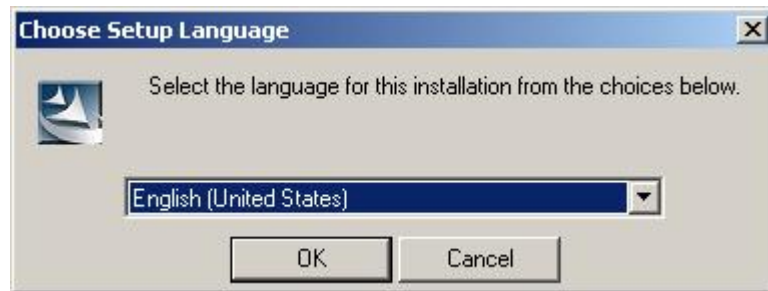 Choose Setup Language
Select the language for this installation from the choices below.
English (United States)
OK Cancel